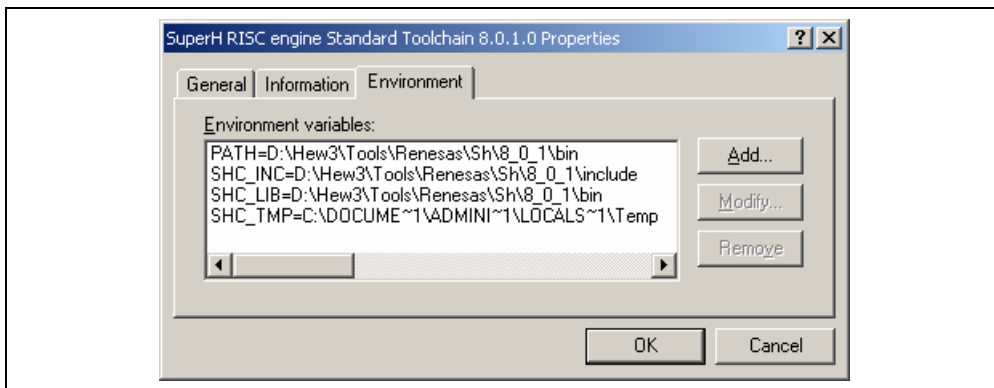 SuperH RISC engine Standard Toolchain 8.0.1.0 Properties
General Information Environment
Environment variables:
PATH=D:\Hew3\Tools\Renesas\Sh\8_0_1\bin
SHC_INC=D:\Hew3\Tools\Renesas\Sh\8_0_1\include
SHC_LIB=D:\Hew3\Tools\Renesas\Sh\8_0_1\bin
SHC_TMP=C:\DOCUME~1\ADMINI~1\LOCALS~1\Temp
Add...
Modify...
Remove
OK Cancel